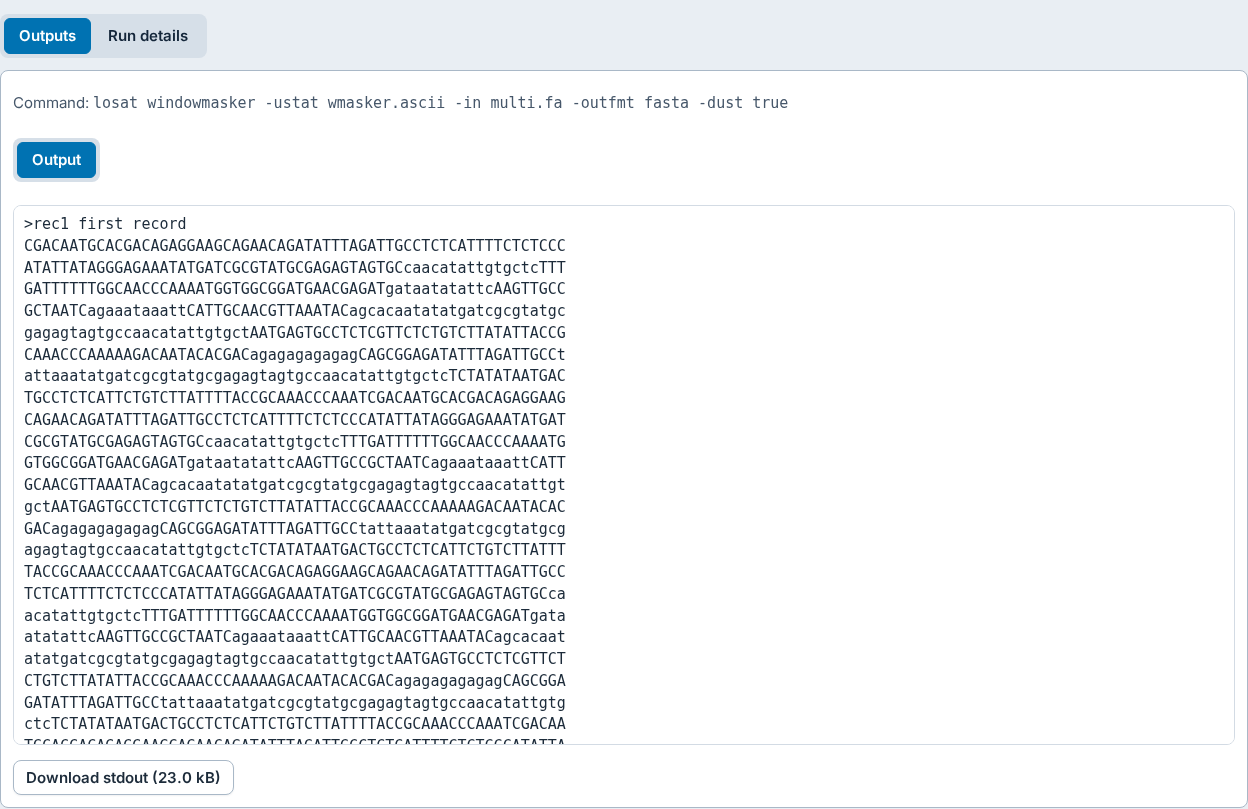 Outputs
Run details
Command: losat windowmasker -ustat wmasker.ascii -in multi.fa -outfmt fasta -dust true
Output
>rec1 first record
CGACAATGCACGACAGAGGAAGCAGAACAGATATTTAGATTGCCTCTCATTTTCTCTCCC
ATATTATAGGGAGAAATATGATCGCGTATGCGAGAGTAGTGCcaacatattgtgctcTTT
GATTTTTTGGCAACCCAAAATGGTGGCGGATGAACGAGATgataatatattcAAGTTGCC
GCTAATCagaaataaattCATTGCAACGTTAAATACagcacaatatatgatcgcgtatgc
gagagtagtgccaacatattgtgctAATGAGTGCCTCTCGTTCTCTGTCTTATATTACCG
CAAACCCAAAAAGACAATACACGACagagagagagagCAGCGGAGATATTTAGATTGCCt
attaaatatgatcgcgtatgcgagagtagtgccaacatattgtgctcTCTATATAATGAC
TGCCTCTCATTCTGTCTTATTTTACCGCAAACCCAAATCGACAATGCACGACAGAGGAAG
CAGAACAGATATTTAGATTGCCTCTCATTTTCTCTCCCATATTATAGGGAGAAATATGAT
CGCGTATGCGAGAGTAGTGCcaacatattgtgctcTTTGATTTTTTGGCAACCCAAAATG
GTGGCGGATGAACGAGATgataatatattcAAGTTGCCGCTAATCagaaataaattCATT
GCAACGTTAAATACagcacaatatatgatcgcgtatgcgagagtagtgccaacatattgt
gctAATGAGTGCCTCTCGTTCTCTGTCTTATATTACCGCAAACCCAAAAAGACAATACAC
GACagagagagagagCAGCGGAGATATTTAGATTGCCtattaaatatgatcgcgtatgcg
agagtagtgccaacatattgtgctcTCTATATAATGACTGCCTCTCATTCTGTCTTATTT
TACCGCAAACCCAAATCGACAATGCACGACAGAGGAAGCAGAACAGATATTTAGATTGCC
TCTCATTTTCTCTCCCATATTATAGGGAGAAATATGATCGCGTATGCGAGAGTAGTGCca
acatattgtgctcTTTGATTTTTTGGCAACCCAAAATGGTGGCGGATGAACGAGATgata
atatattcAAGTTGCCGCTAATCagaaataaattCATTGCAACGTTAAATACagcacaat
atatgatcgcgtatgcgagagtagtgccaacatattgtgctAATGAGTGCCTCTCGTTCT
CTGTCTTATATTACCGCAAACCCAAAAAGACAATACACGACagagagagagagCAGCGGA
GATATTTAGATTGCCtattaaatatgatcgcgtatgcgagagtagtgccaacatattgtg
ctcTCTATATAATGACTGCCTCTCATTCTGTCTTATTTTACCGCAAACCCAAATCGACAA
Download stdout (23.0 kB)